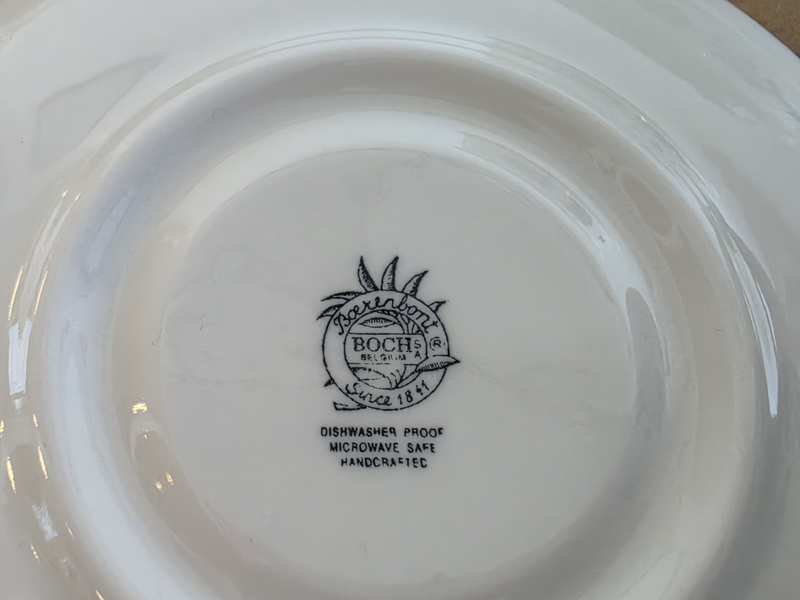 Boerenbont
BOCH S A ®
BELGIUM
Since 1841
DISHWASHER PROOF
MICROWAVE SAFE
HANDCRAFTED